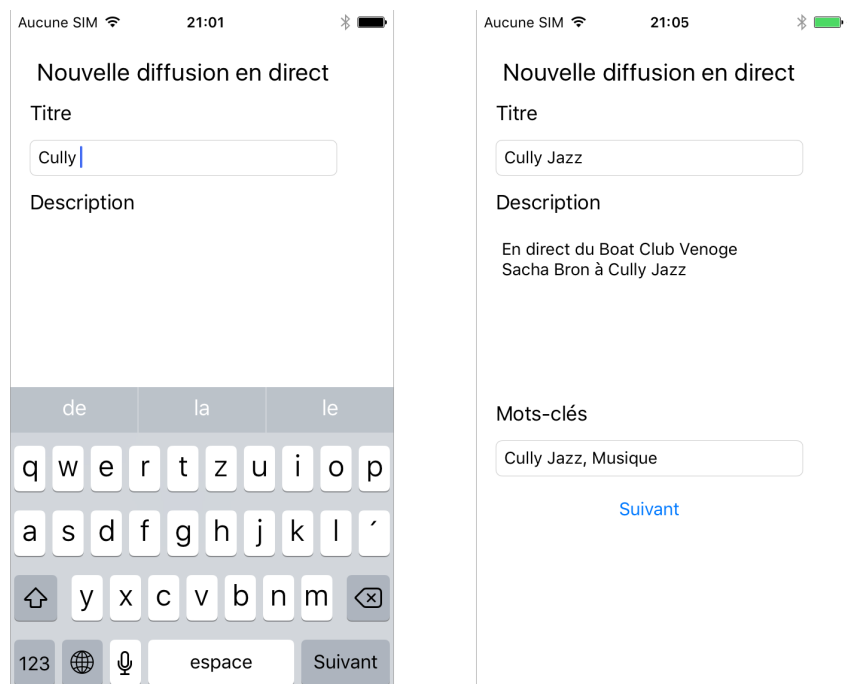 Aucune SIM 21:01
Nouvelle diffusion en direct
Titre
Cully
Description
de la le
q w e r t z u i o p
a s d f g h j k l ´
y x c v b n m
123 espace Suivant
Aucune SIM 21:05
Nouvelle diffusion en direct
Titre
Cully Jazz
Description
En direct du Boat Club Venoge
Sacha Bron à Cully Jazz
Mots-clés
Cully Jazz, Musique
Suivant